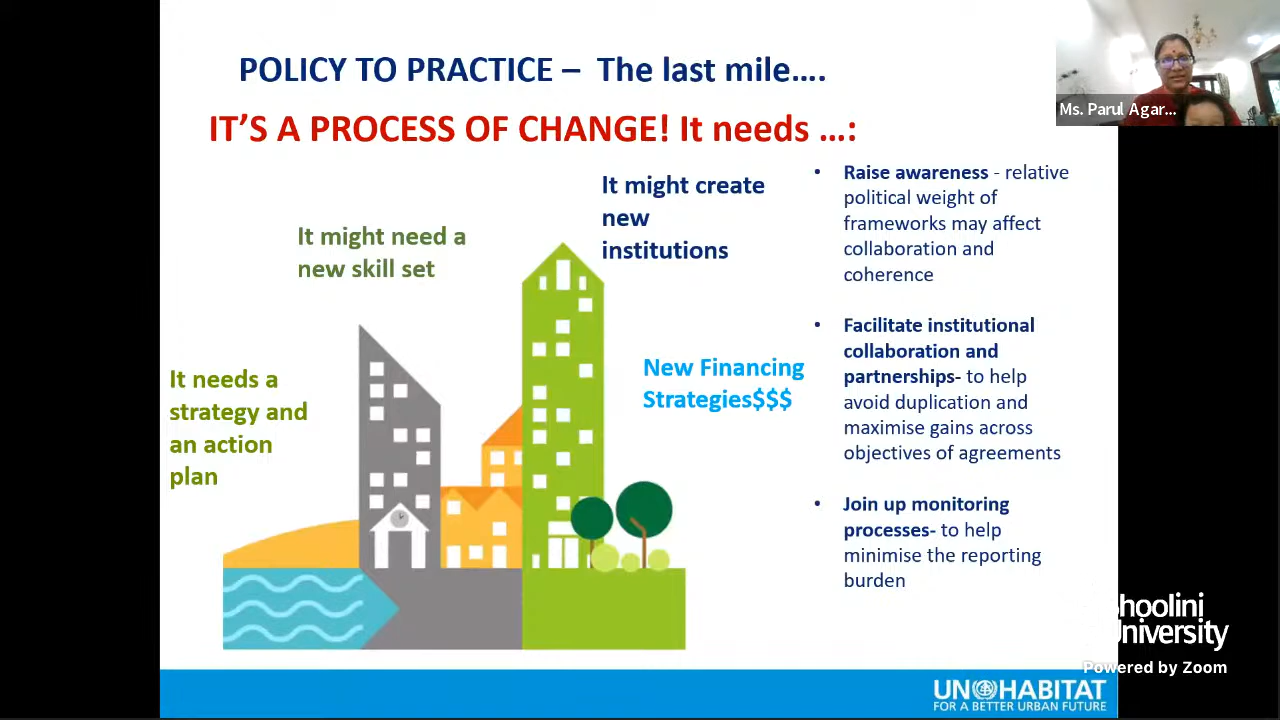 POLICY TO PRACTICE – The last mile….
IT’S A PROCESS OF CHANGE! It needs …:
Ms. Parul Agar...
It might create
new
institutions
It might need a
new skill set
New Financing
Strategies$$$
It needs a
strategy and
an action
plan
• Raise awareness - relative
political weight of
frameworks may affect
collaboration and
coherence
• Facilitate institutional
collaboration and
partnerships- to help
avoid duplication and
maximise gains across
objectives of agreements
• Join up monitoring
processes- to help
minimise the reporting
burden
University
Powered by Zoom
UN HABITAT
FOR A BETTER URBAN FUTURE